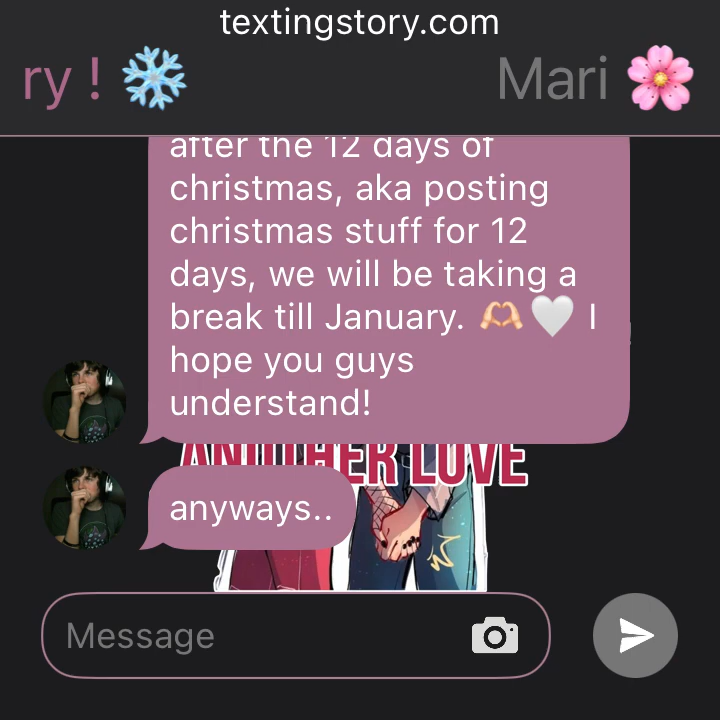 textingstory.com
ry ! ❄️ Mari 🌸
after the 12 days of
christmas, aka posting
christmas stuff for 12
days, we will be taking a
break till January. 🫶🏻🤍 I
hope you guys
understand!
ANOTHER LOVE
anyways..
Message